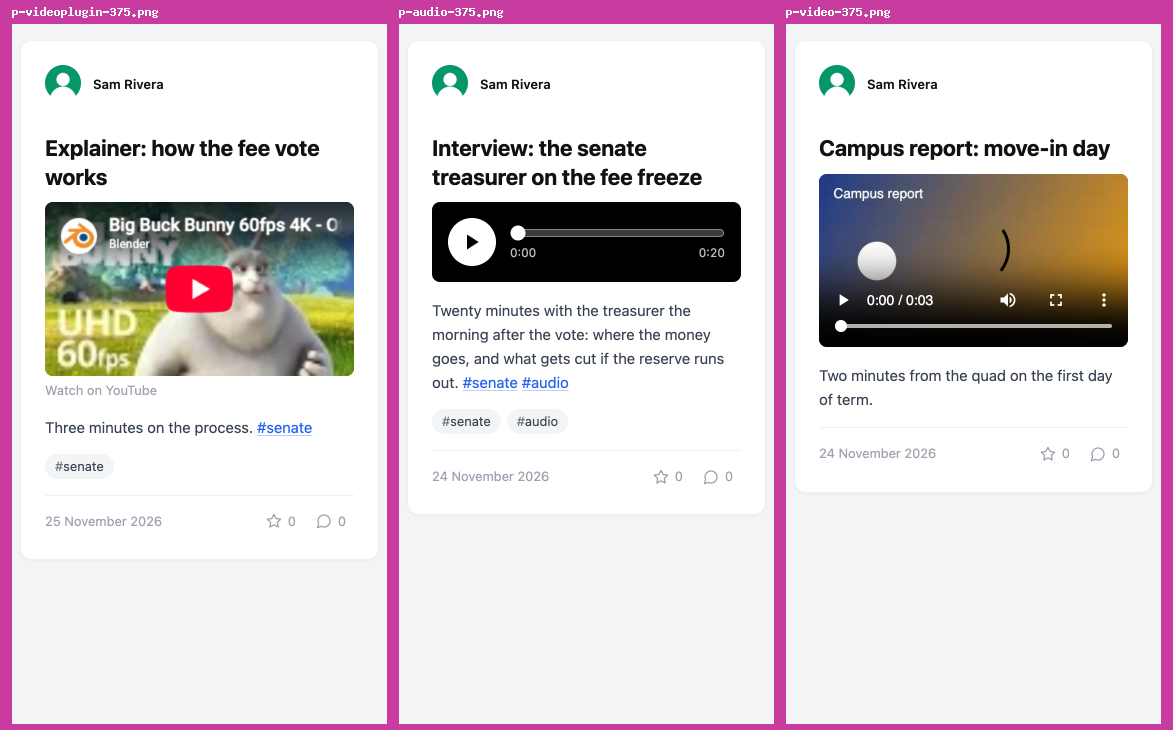 p-videoplugin-375.png
Sam Rivera
Explainer: how the fee vote
works
Big Buck Bunny 60fps 4K - O
Blender
BUNNY
UHD
60fps
Watch on YouTube
Three minutes on the process. #senate
#senate
25 November 2026
0
0
p-audio-375.png
Sam Rivera
Interview: the senate
treasurer on the fee freeze
0:00
0:20
Twenty minutes with the treasurer the
morning after the vote: where the money
goes, and what gets cut if the reserve runs
out. #senate #audio
#senate
#audio
24 November 2026
0
0
p-video-375.png
Sam Rivera
Campus report: move-in day
Campus report
0:00 / 0:03
Two minutes from the quad on the first day
of term.
24 November 2026
0
0